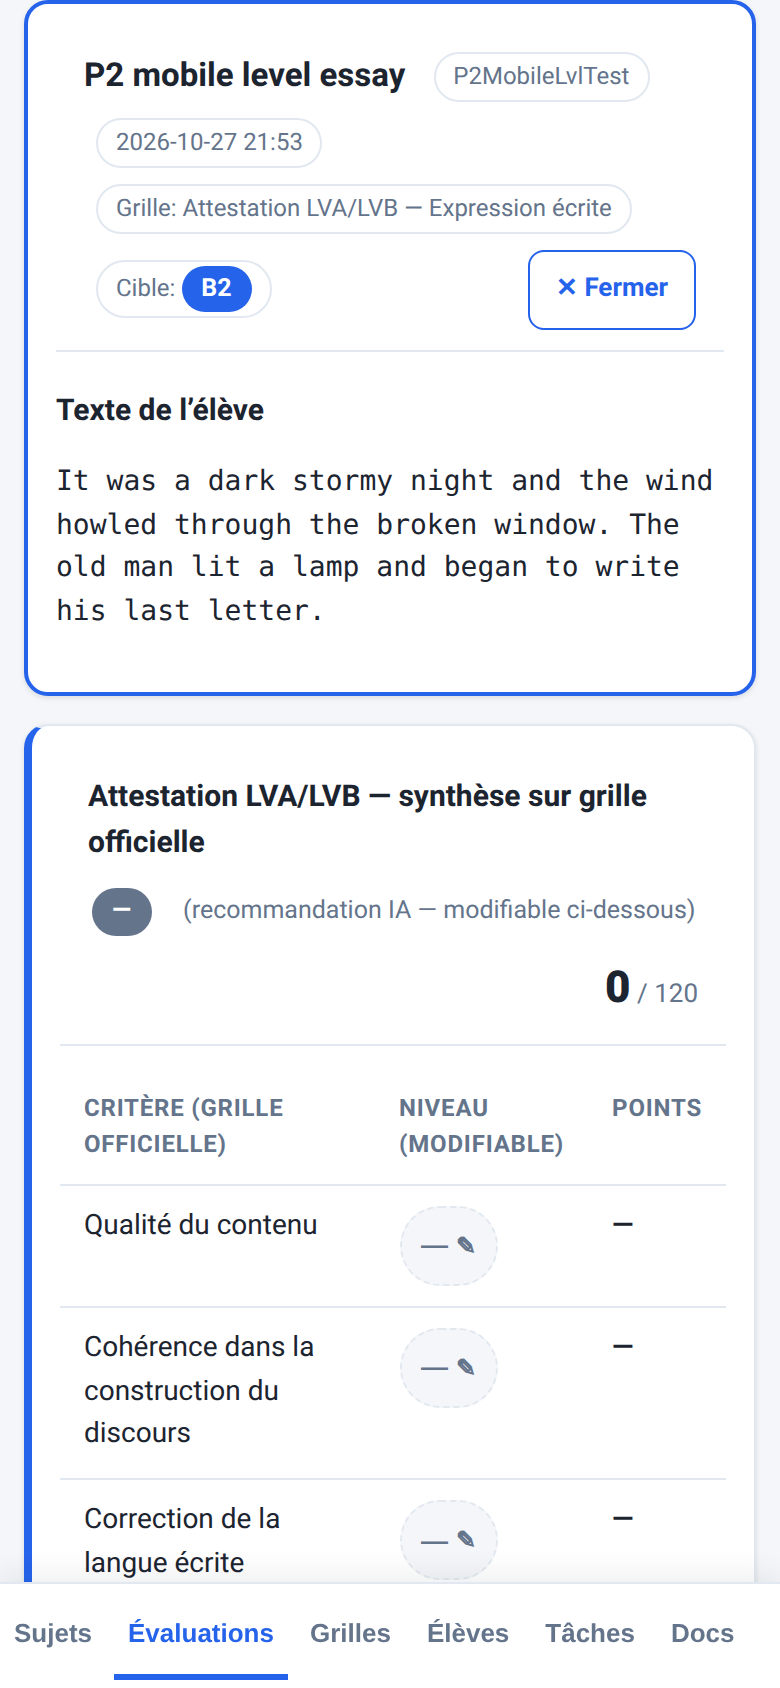 P2 mobile level essay P2MobileLvlTest
2026-10-27 21:53
Grille: Attestation LVA/LVB — Expression écrite
Cible: B2 ✕ Fermer
Texte de l’élève
It was a dark stormy night and the wind
howled through the broken window. The
old man lit a lamp and began to write
his last letter.
Attestation LVA/LVB — synthèse sur grille
officielle
— (recommandation IA — modifiable ci-dessous)
0 / 120
CRITÈRE (GRILLE OFFICIELLE) NIVEAU (MODIFIABLE) POINTS
Qualité du contenu — ✎ —
Cohérence dans la construction du discours — ✎ —
Correction de la langue écrite — ✎ —
Sujets Évaluations Grilles Élèves Tâches Docs